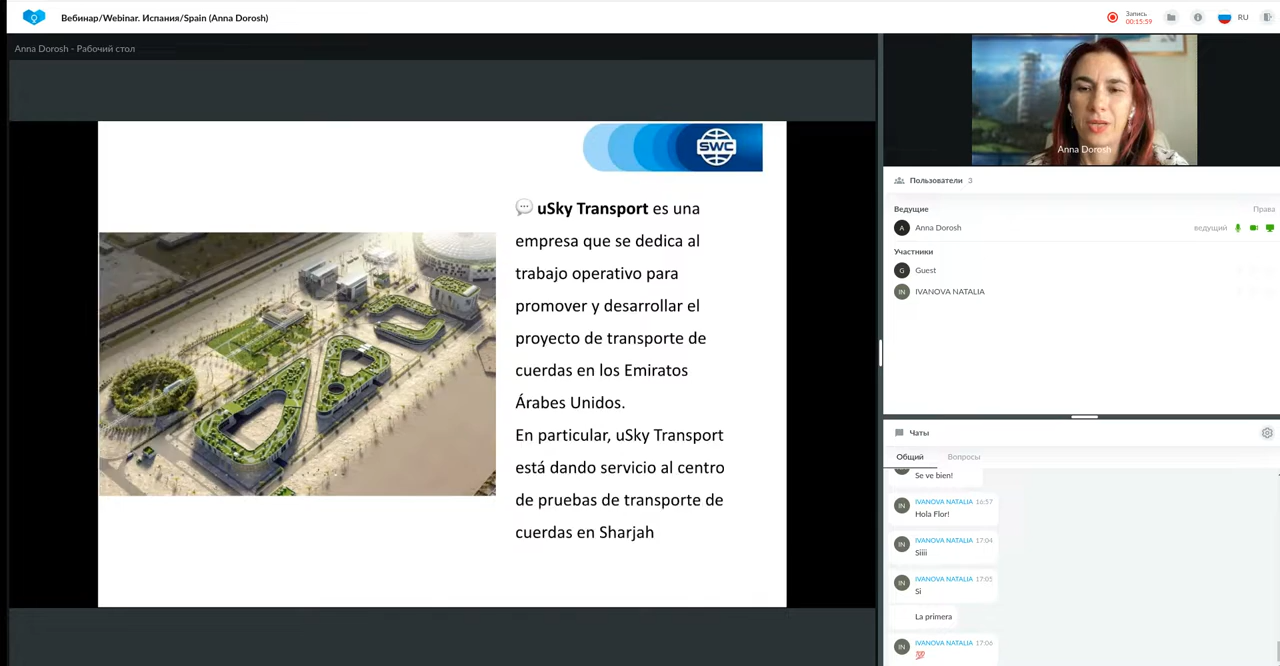 Вебинар/Webinar. Испания/Spain (Anna Dorosh)
Запись
00:15:59
RU
Anna Dorosh - Рабочий стол
SWC
💬 uSky Transport es una
empresa que se dedica al
trabajo operativo para
promover y desarrollar el
proyecto de transporte de
cuerdas en los Emiratos
Árabes Unidos.
En particular, uSky Transport
está dando servicio al centro
de pruebas de transporte de
cuerdas en Sharjah
Anna Dorosh
Пользователи 3
Ведущие Права
A Anna Dorosh ведущий
Участники
G Guest
IN IVANOVA NATALIA
Чаты
Общий Вопросы
Se ve bien!
IN IVANOVA NATALIA 16:57
Hola Flor!
IN IVANOVA NATALIA 17:04
Siiii
IN IVANOVA NATALIA 17:05
Si
La primera
IN IVANOVA NATALIA 17:06
💯